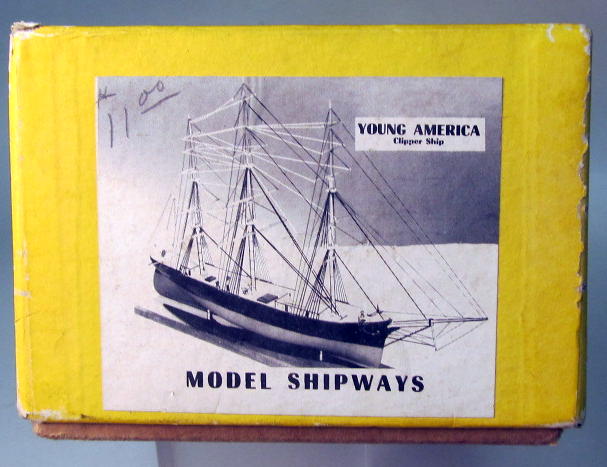 11.00
YOUNG AMERICA
Clipper Ship
MODEL SHIPWAYS